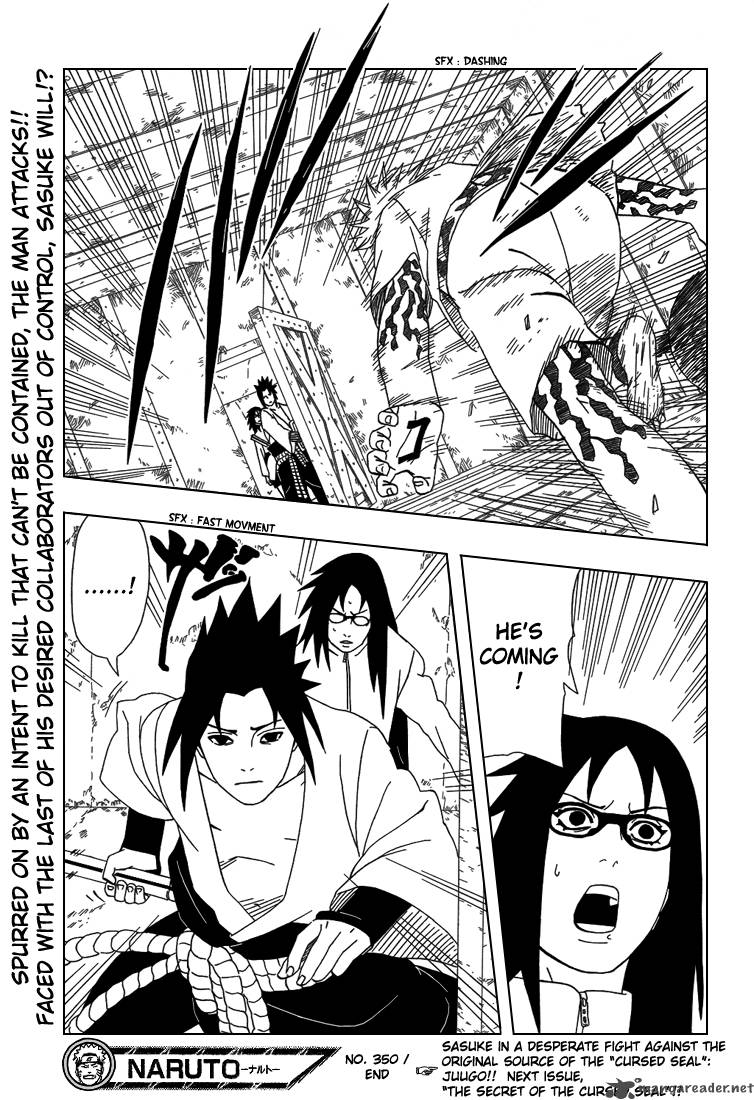 SFX : DASHING
SPURRED ON BY AN INTENT TO KILL THAT CAN'T BE CONTAINED, THE MAN ATTACKS!!
FACED WITH THE LAST OF HIS DESIRED COLLABORATORS OUT OF CONTROL, SASUKE WILL!?
SFX : FAST MOVMENT
HE'S
COMING
!
ザッ
......!
NARUTO -ナルト-
NO. 350 /
END
☞ SASUKE IN A DESPERATE FIGHT AGAINST THE
ORIGINAL SOURCE OF THE "CURSED SEAL":
JUUGO!! NEXT ISSUE,
"THE SECRET OF THE CURSED SEAL"!!
mangareader.net